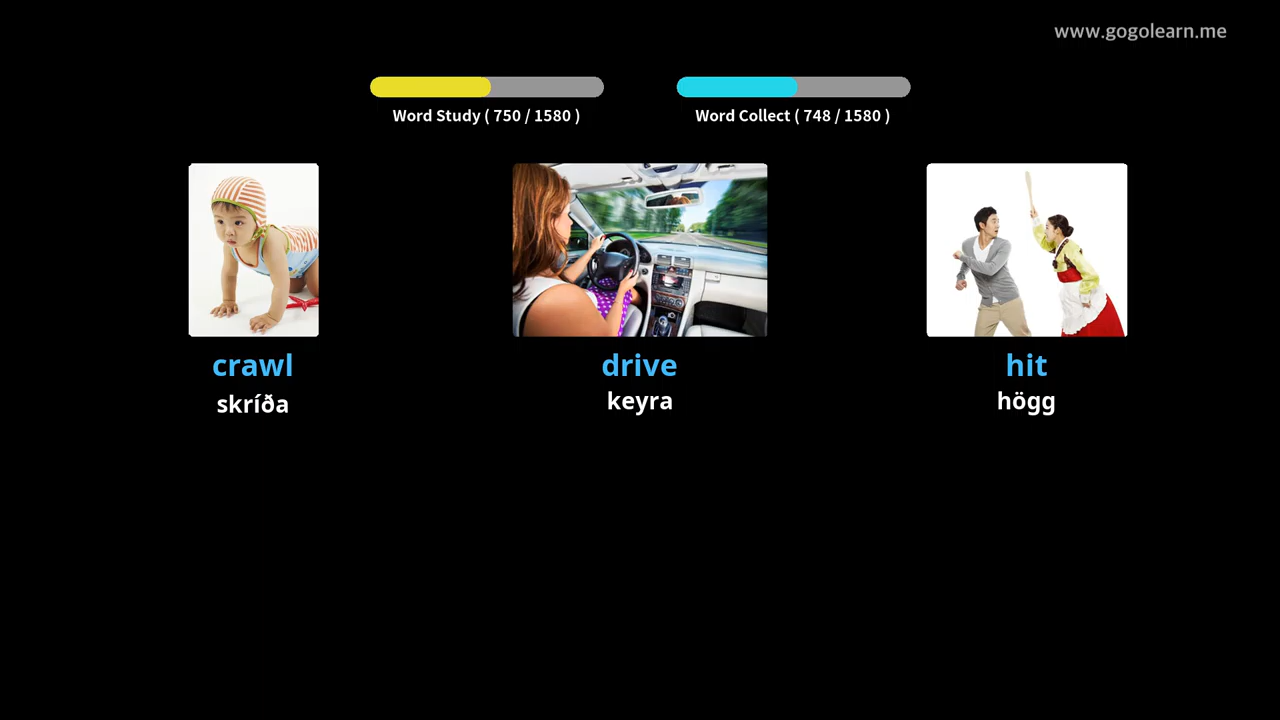 www.gogolearn.me
Word Study ( 750 / 1580 )
Word Collect ( 748 / 1580 )
crawl
skríða
drive
keyra
hit
högg